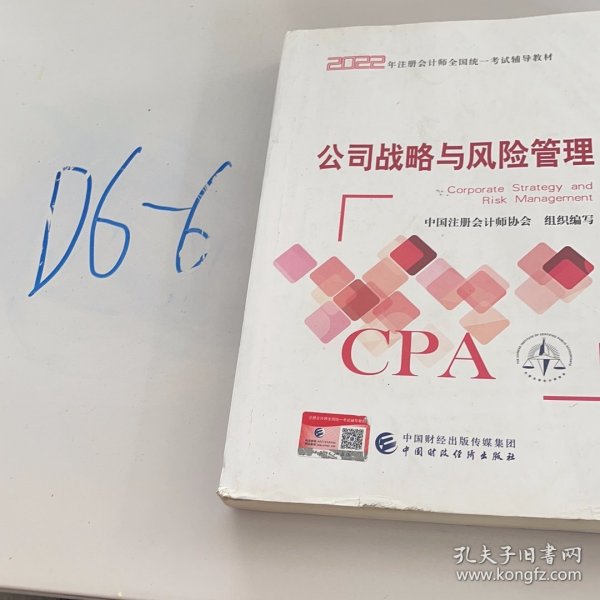 D6-6
2022年注册会计师全国统一考试辅导教材
公司战略与风险管理
Corporate Strategy and
Risk Management
中国注册会计师协会 组织编写
CPA
中国财经出版传媒集团
中国财政经济出版社
孔夫子旧书网
www.kongfz.com